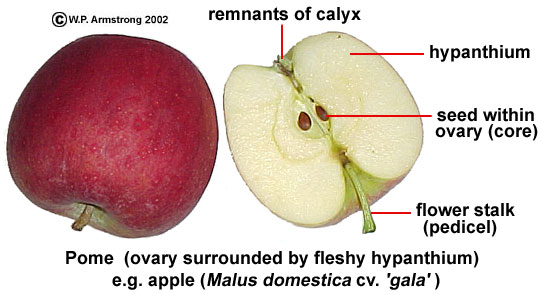 ©W.P. Armstrong 2002
remnants of calyx
hypanthium
seed within
ovary (core)
flower stalk
(pedicel)
Pome (ovary surrounded by fleshy hypanthium)
e.g. apple (Malus domestica cv. 'gala' )